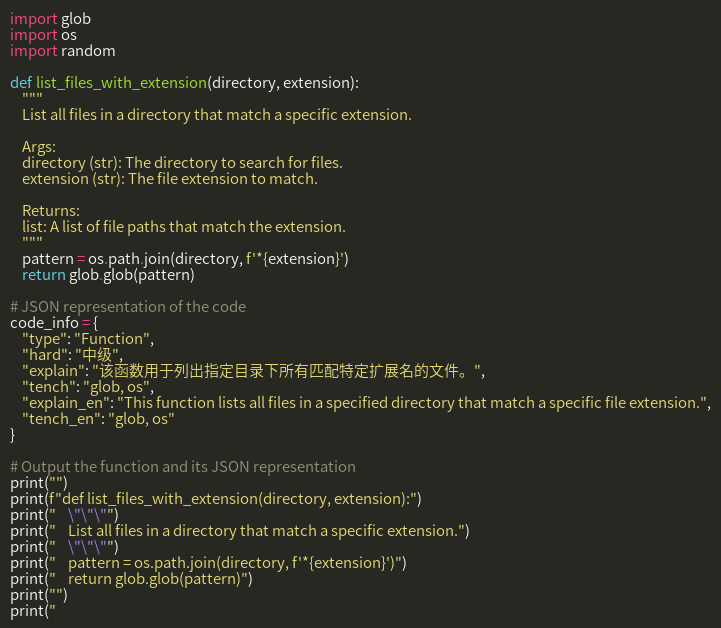 import glob
import os
import random

def list_files_with_extension(directory, extension):
    """
    List all files in a directory that match a specific extension.

    Args:
    directory (str): The directory to search for files.
    extension (str): The file extension to match.

    Returns:
    list: A list of file paths that match the extension.
    """
    pattern = os.path.join(directory, f'*{extension}')
    return glob.glob(pattern)

# JSON representation of the code
code_info = {
    "type": "Function",
    "hard": "中级",
    "explain": "该函数用于列出指定目录下所有匹配特定扩展名的文件。",
    "tench": "glob, os",
    "explain_en": "This function lists all files in a specified directory that match a specific file extension.",
    "tench_en": "glob, os"
}

# Output the function and its JSON representation
print("")
print(f"def list_files_with_extension(directory, extension):")
print("    \"\"\"")
print("    List all files in a directory that match a specific extension.")
print("    \"\"\"")
print("    pattern = os.path.join(directory, f'*{extension}')")
print("    return glob.glob(pattern)")
print("")
print("